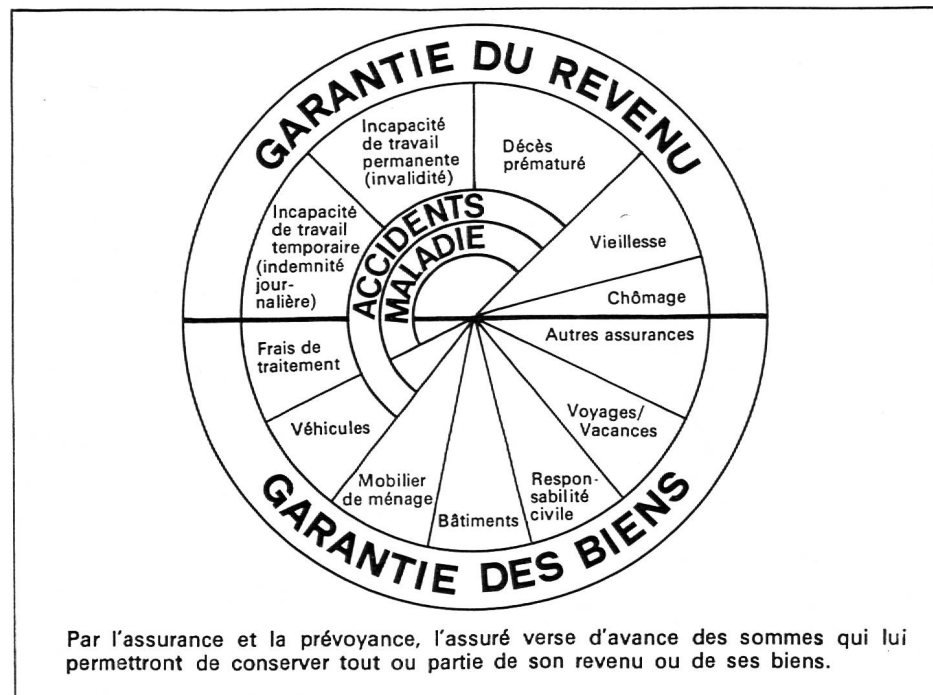 GARANTIE DU REVENU
Incapacité
de travail
permanente
(invalidité)
Décès
prématuré
Incapacité
de travail
temporaire
(indemnité
jour-
nalière)
ACCIDENTS
MALADIE
Vieillesse
Chômage
Autres assurances
Frais de
traitement
Voyages/
Vacances
Véhicules
Mobilier
de ménage
Respon-
sabilité
civile
Bâtiments
GARANTIE DES BIENS
Par l'assurance et la prévoyance, l'assuré verse d'avance des sommes qui lui
permettront de conserver tout ou partie de son revenu ou de ses biens.